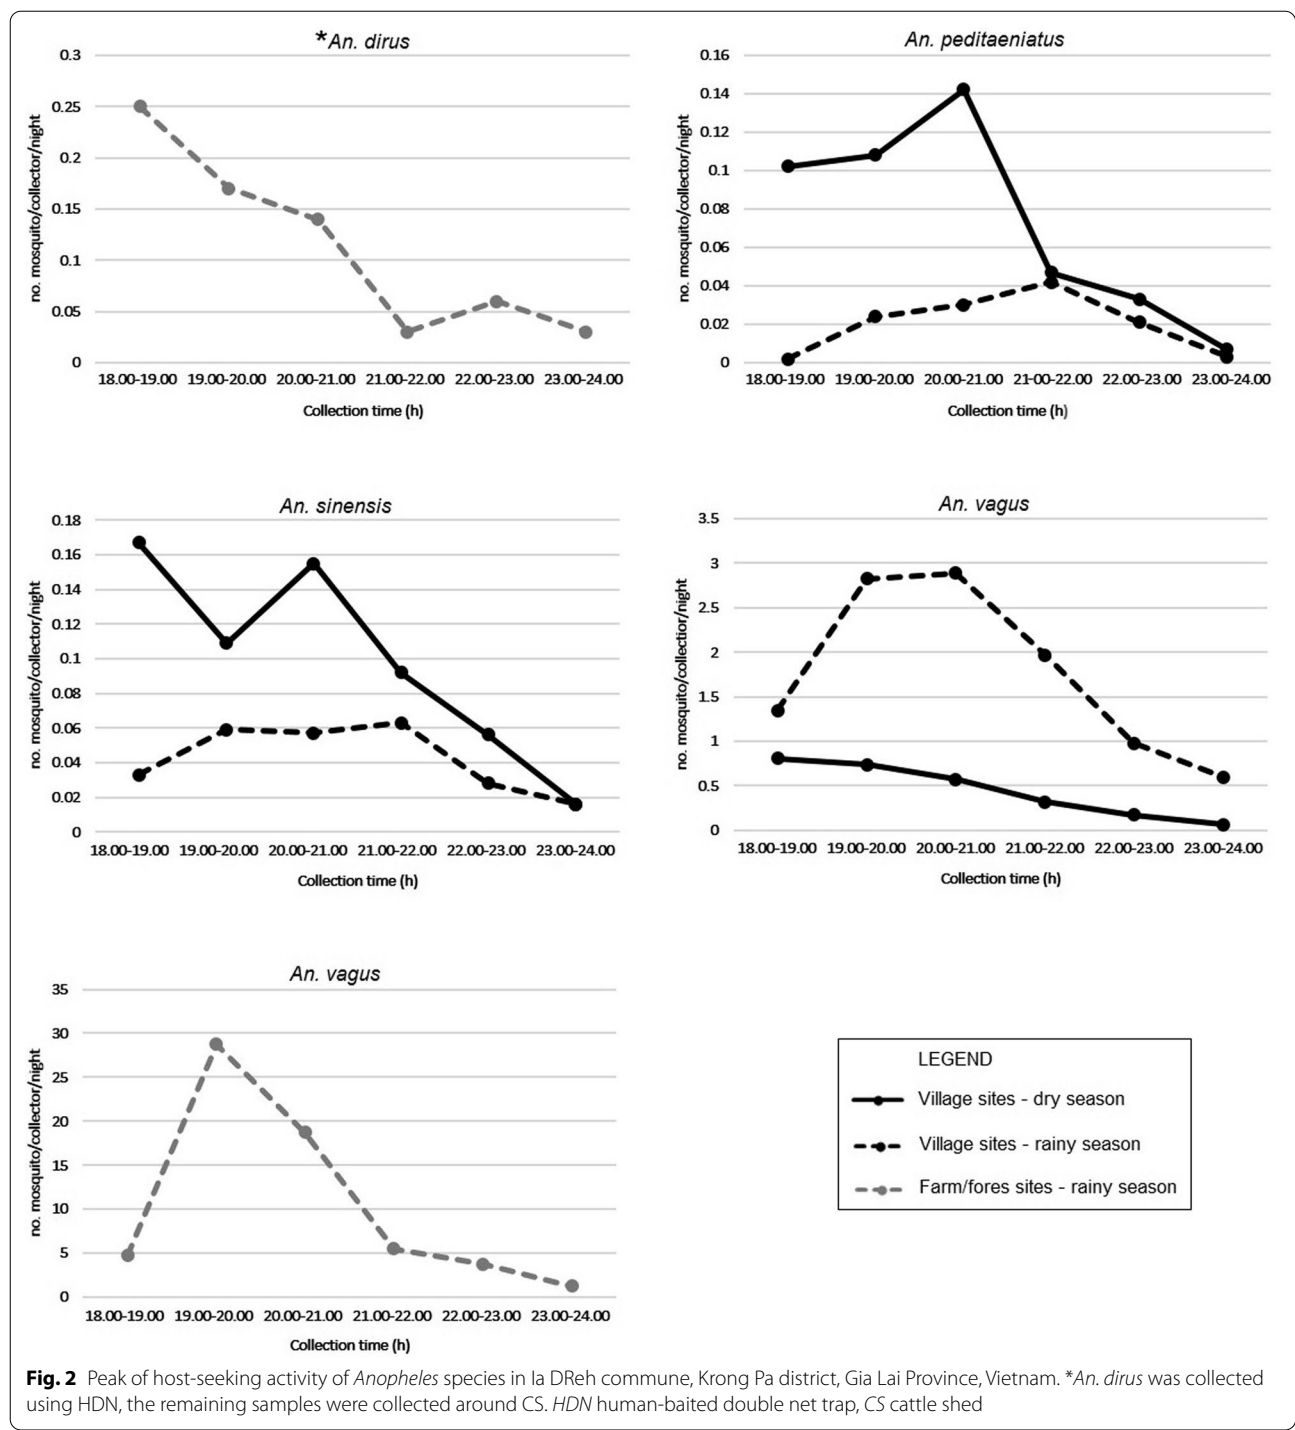 *An. dirus
no. mosquito/collector/night
0.3
0.25
0.2
0.15
0.1
0.05
0
18.00-19.00 19.00-20.00 20.00-21.00 21.00-22.00 22.00-23.00 23.00-24.00
Collection time (h)
An. peditaeniatus
no. mosquito/collector/night
0.16
0.14
0.12
0.1
0.08
0.06
0.04
0.02
0
18.00-19.00 19.00-20.00 20.00-21.00 21-00-22.00 22.00-23.00 23.00-24.00
Collection time (h)
An. sinensis
no. mosquito/collector/night
0.18
0.16
0.14
0.12
0.1
0.08
0.06
0.04
0.02
0
18.00-19.00 19.00-20.00 20.00-21.00 21.00-22.00 22.00-23.00 23.00-24.00
Collection time (h)
An. vagus
no. mosquito/collectior/night
3.5
3
2.5
2
1.5
1
0.5
0
18.00-19.00 19.00-20.00 20.00-21.00 21.00-22.00 22.00-23.00 23.00-24.00
Collection time (h)
An. vagus
no. mosquito/collector/night
35
30
25
20
15
10
5
0
18.00-19.00 19.00-20.00 20.00-21.00 21.00-22.00 22.00-23.00 23.00-24.00
Collection time (h)
LEGEND
Village sites - dry season
Village sites - rainy season
Farm/fores sites - rainy season
Fig. 2 Peak of host-seeking activity of Anopheles species in Ia DReh commune, Krong Pa district, Gia Lai Province, Vietnam. *An. dirus was collected
using HDN, the remaining samples were collected around CS. HDN human-baited double net trap, CS cattle shed